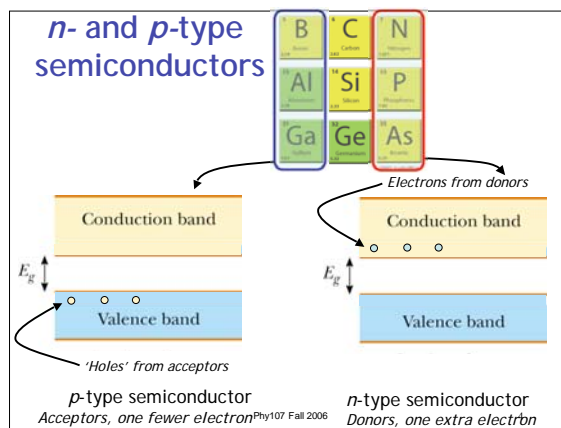 n- and p-type
semiconductors
B C N
Carbon
Al Si P
Silicon
Ga Ge As
Electrons from donors
Conduction band
Eg
Valence band
'Holes' from acceptors
p-type semiconductor
Acceptors, one fewer electron
Phy107 Fall 2006
Conduction band
Eg
Valence band
n-type semiconductor
Donors, one extra electron